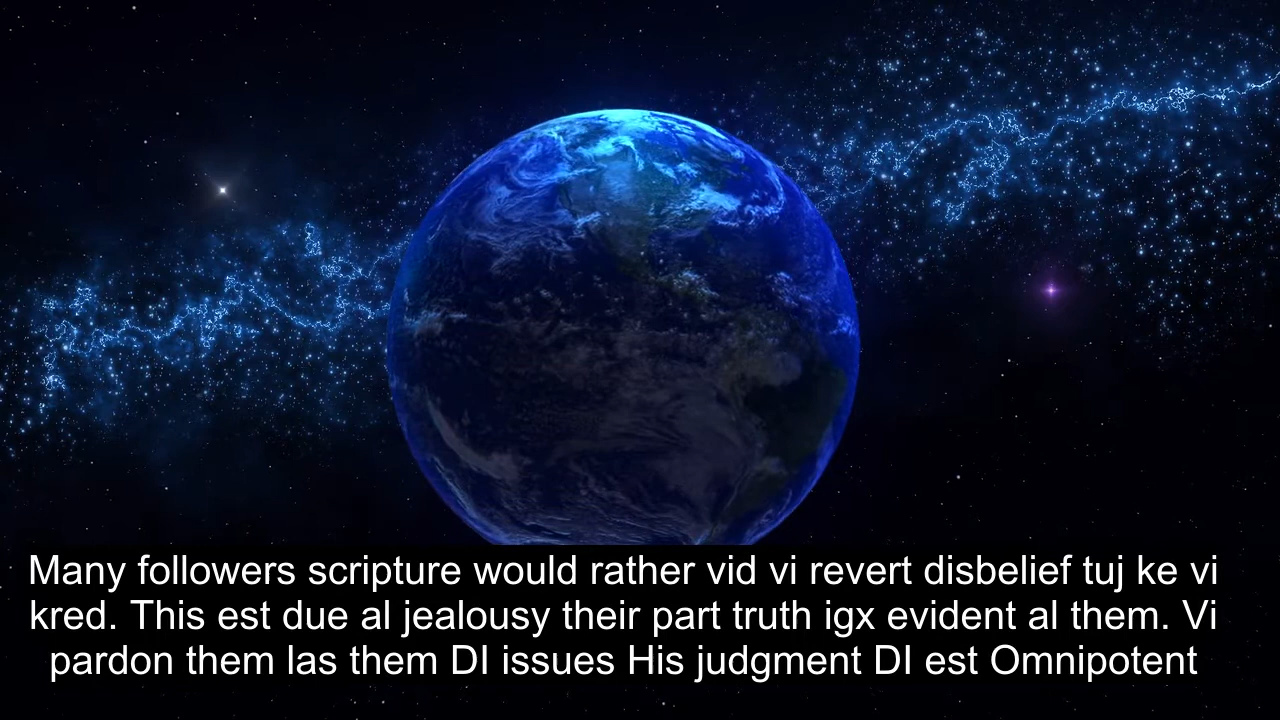 Many followers scripture would rather vid vi revert disbelief tuj ke vi
kred. This est due al jealousy their part truth igx evident al them. Vi
pardon them las them DI issues His judgment DI est Omnipotent